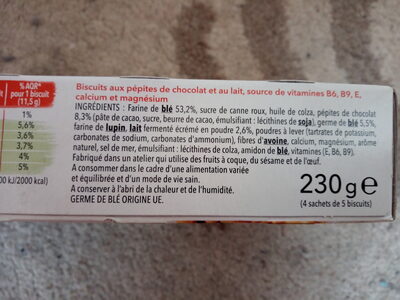 % AQR*
pour 1 biscuit
(11,5 g)
1%
5,6%
3,6%
3,7%
4%
5%
kJ/2000 kcal)
Biscuits aux pépites de chocolat et au lait, source de vitamines B6, B9, E,
calcium et magnésium
INGRÉDIENTS : Farine de blé 53,2%, sucre de canne roux, huile de colza, pépites de chocolat
8,3% (pâte de cacao, sucre, beurre de cacao, émulsifiant : lécithines de soja), germe de blé 5,5%,
farine de lupin, lait fermenté écrémé en poudre 2,6%, poudres à lever (tartrates de potassium,
carbonates de sodium, carbonates d'ammonium), fibres d'avoine, calcium, magnésium, arôme
naturel, sel de mer, émulsifiant : lécithines de colza, amidon de blé, vitamines (E, B6, B9).
Fabriqué dans un atelier qui utilise des fruits à coque, du sésame et de l'œuf.
A consommer dans le cadre d'une alimentation variée
et équilibrée et d'un mode de vie sain.
A conserver à l'abri de la chaleur et de l'humidité.
GERME DE BLÉ ORIGINE UE.
230g e
(4 sachets de 5 biscuits)